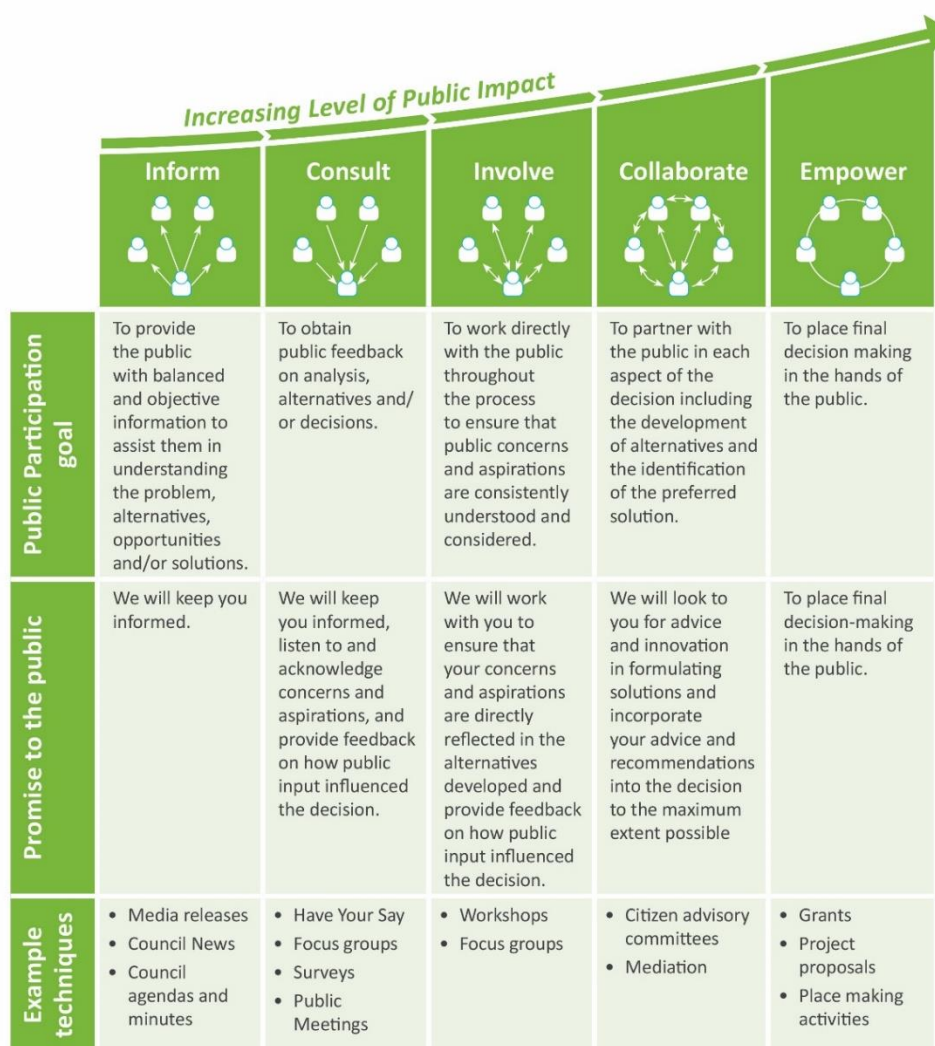 Increasing Level of Public Impact
Inform
Consult
Involve
Collaborate
Empower
Public Participation
goal
To provide
the public
with balanced
and objective
information to
assist them in
understanding
the problem,
alternatives,
opportunities
and/or solutions.
To obtain
public feedback
on analysis,
alternatives and/
or decisions.
To work directly
with the public
throughout
the process
to ensure that
public concerns
and aspirations
are consistently
understood and
considered.
To partner with
the public in each
aspect of the
decision including
the development
of alternatives and
the identification
of the preferred
solution.
To place final
decision making
in the hands of
the public.
Promise to the public
We will keep you
informed.
We will keep
you informed,
listen to and
acknowledge
concerns and
aspirations, and
provide feedback
on how public
input influenced
the decision.
We will work
with you to
ensure that
your concerns
and aspirations
are directly
reflected in the
alternatives
developed and
provide feedback
on how public
input influenced
the decision.
We will look to
you for advice
and innovation
in formulating
solutions and
incorporate
your advice and
recommendations
into the decision
to the maximum
extent possible
To place final
decision-making
in the hands of
the public.
Example
techniques
• Media releases
• Council News
• Council
agendas and
minutes
• Have Your Say
• Focus groups
• Surveys
• Public
Meetings
• Workshops
• Focus groups
• Citizen advisory
committees
• Mediation
• Grants
• Project
proposals
• Place making
activities